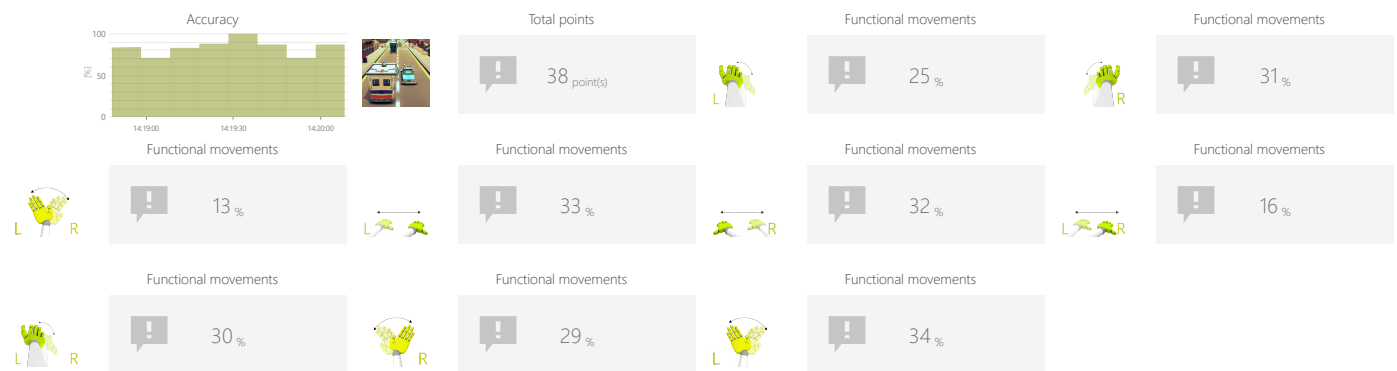 Accuracy
Total points
Functional movements
Functional movements
100
50
0
[%]
14:19:00
14:19:30
14:20:00
38 point(s)
L
25 %
R
31 %
Functional movements
Functional movements
Functional movements
Functional movements
L
R
13 %
L
33 %
R
32 %
L
R
16 %
Functional movements
Functional movements
Functional movements
L
R
30 %
R
29 %
L
34 %